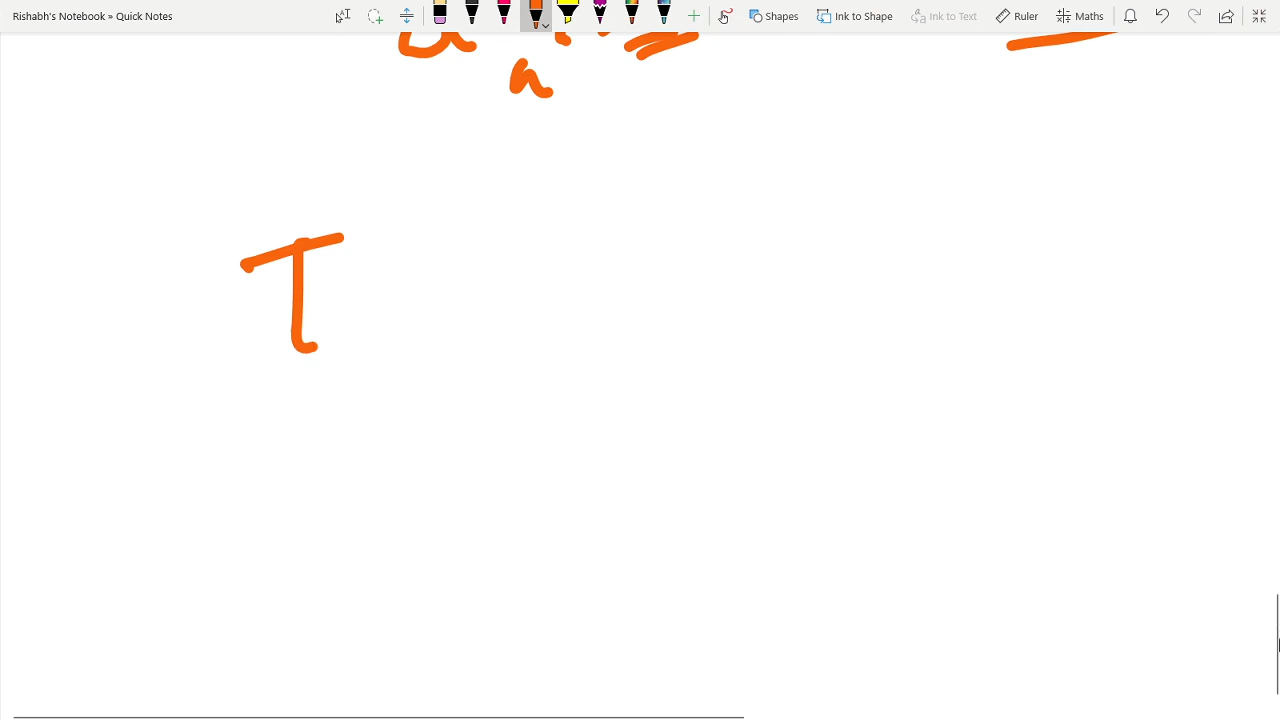 Rishabh's Notebook » Quick Notes Shapes Ink to Shape Ink to Text Ruler Maths
n
T